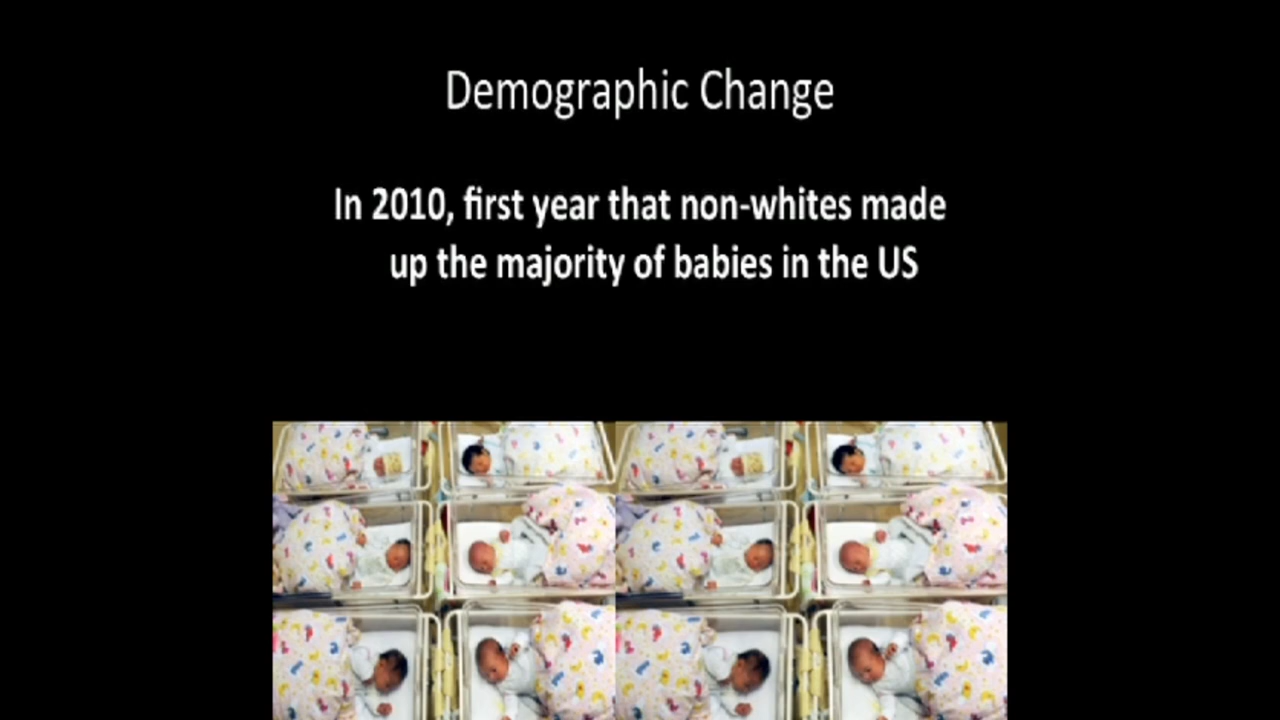 Demographic Change
In 2010, first year that non-whites made
up the majority of babies in the US